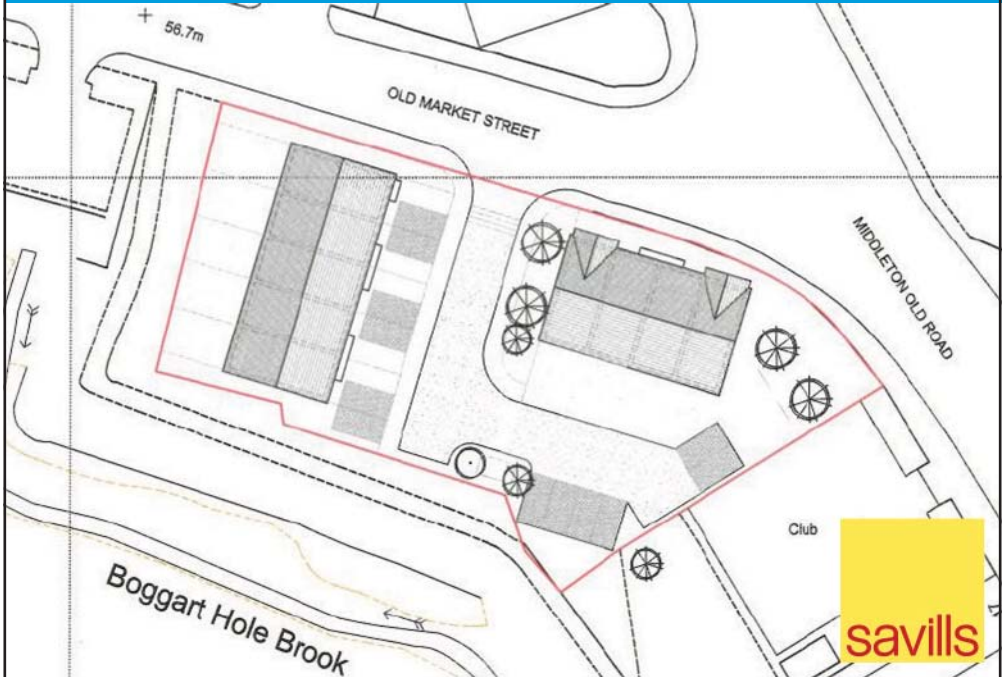 56.7m
OLD MARKET STREET
MIDDLETON OLD ROAD
Club
Boggart Hole Brook
savills